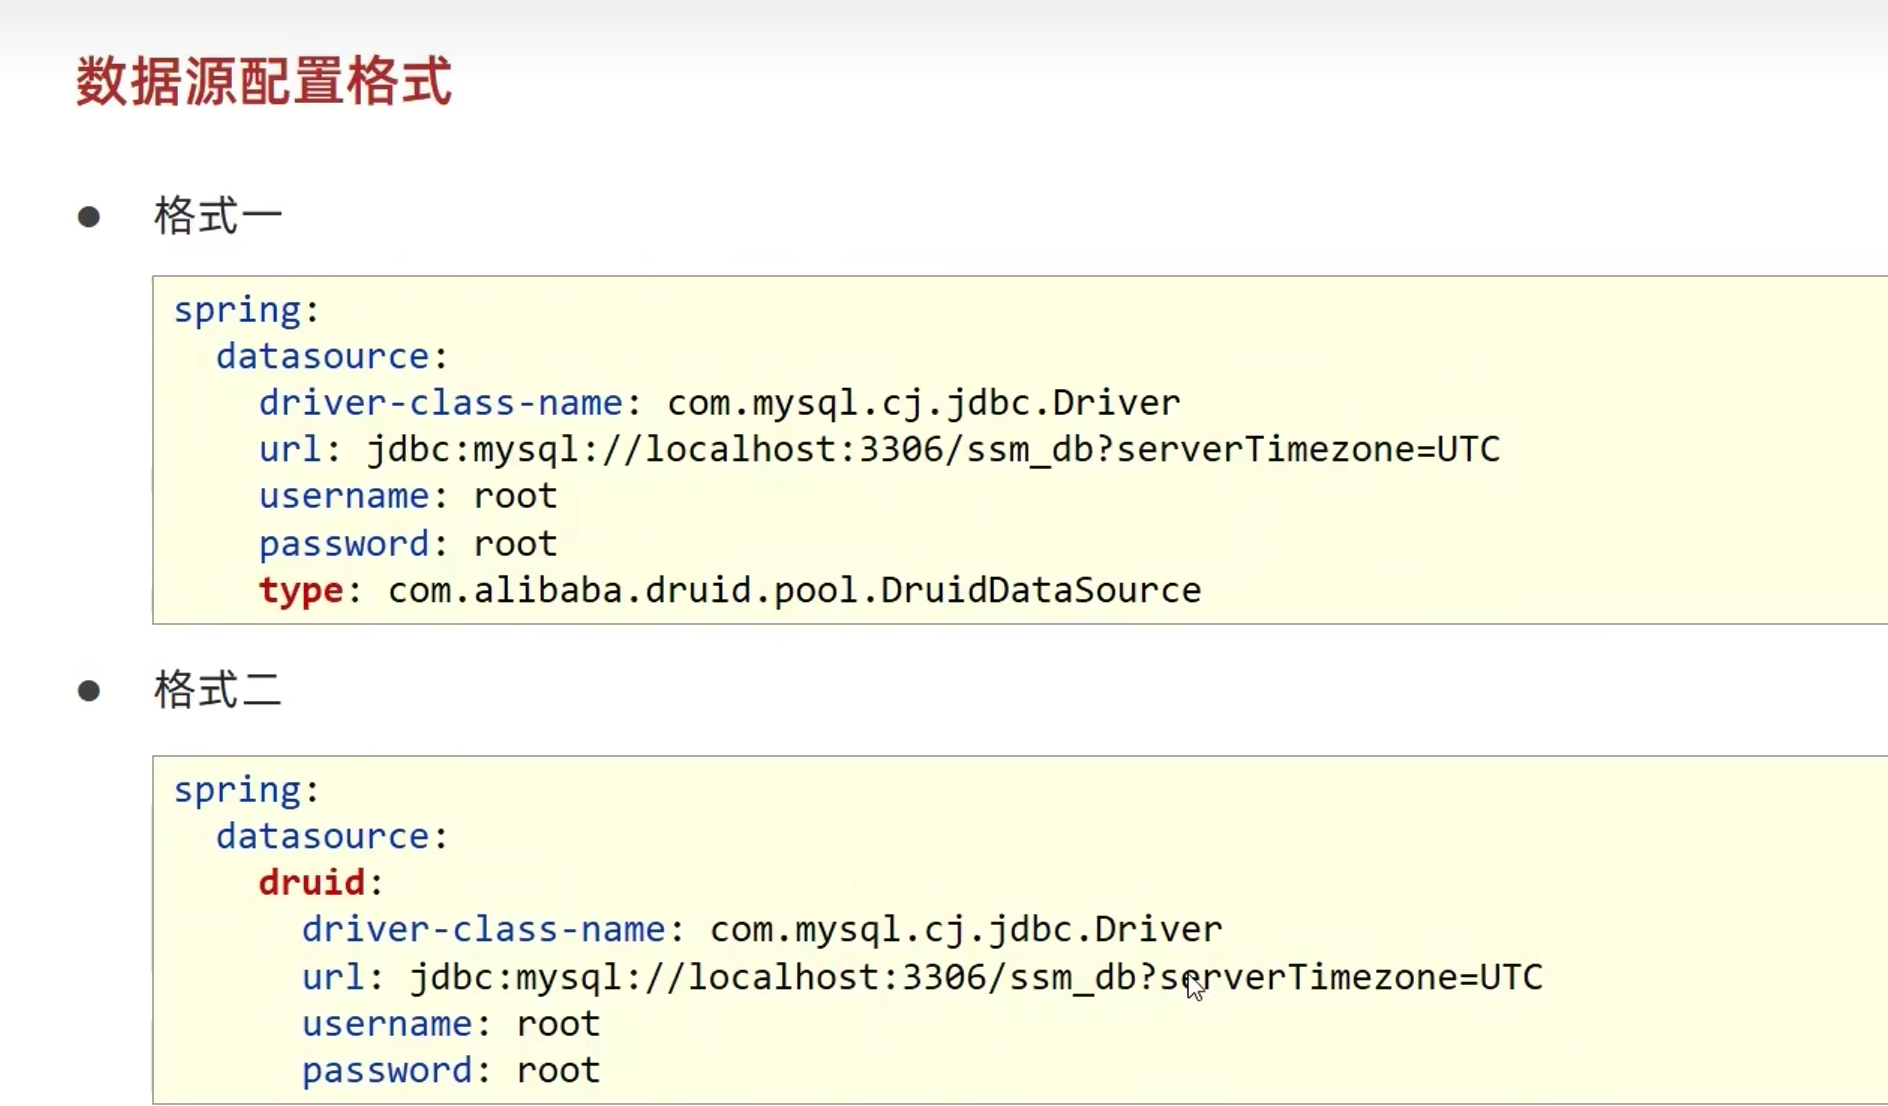 数据源配置格式
● 格式一
spring:
  datasource:
    driver-class-name: com.mysql.cj.jdbc.Driver
    url: jdbc:mysql://localhost:3306/ssm_db?serverTimezone=UTC
    username: root
    password: root
    type: com.alibaba.druid.pool.DruidDataSource
● 格式二
spring:
  datasource:
    druid:
      driver-class-name: com.mysql.cj.jdbc.Driver
      url: jdbc:mysql://localhost:3306/ssm_db?serverTimezone=UTC
      username: root
      password: root